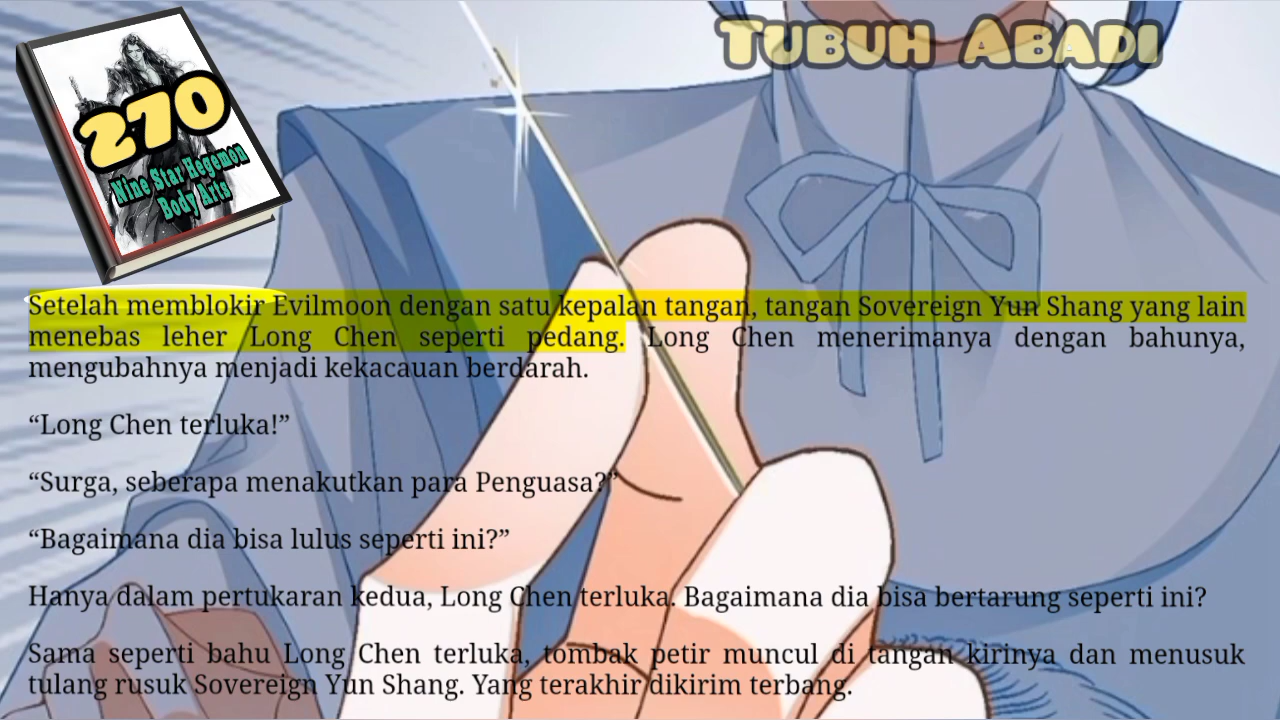 TUBUH ABADI
270
Nine Star Hegemon
Body Arts
Setelah memblokir Evilmoon dengan satu kepalan tangan, tangan Sovereign Yun Shang yang lain
menebas leher Long Chen seperti pedang. Long Chen menerimanya dengan bahunya,
mengubahnya menjadi kekacauan berdarah.
“Long Chen terluka!”
“Surga, seberapa menakutkan para Penguasa?”
“Bagaimana dia bisa lulus seperti ini?”
Hanya dalam pertukaran kedua, Long Chen terluka. Bagaimana dia bisa bertarung seperti ini?
Sama seperti bahu Long Chen terluka, tombak petir muncul di tangan kirinya dan menusuk
tulang rusuk Sovereign Yun Shang. Yang terakhir dikirim terbang.